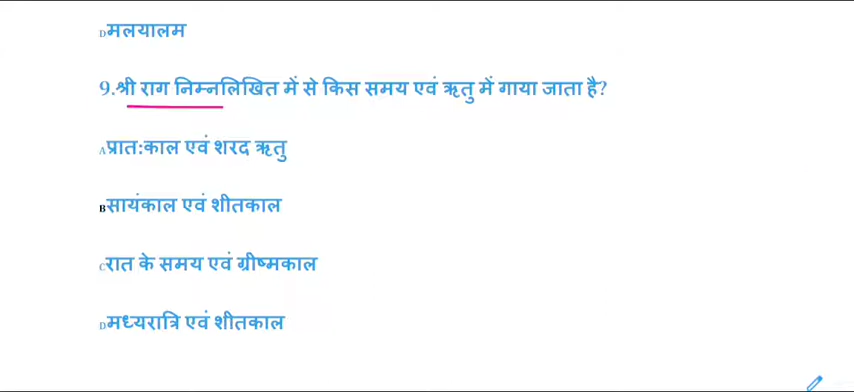 Dमलयालम
9.श्री राग निम्नलिखित में से किस समय एवं ऋतु में गाया जाता है?
Aप्रात:काल एवं शरद ऋतु
Bसायंकाल एवं शीतकाल
Cरात के समय एवं ग्रीष्मकाल
Dमध्यरात्रि एवं शीतकाल